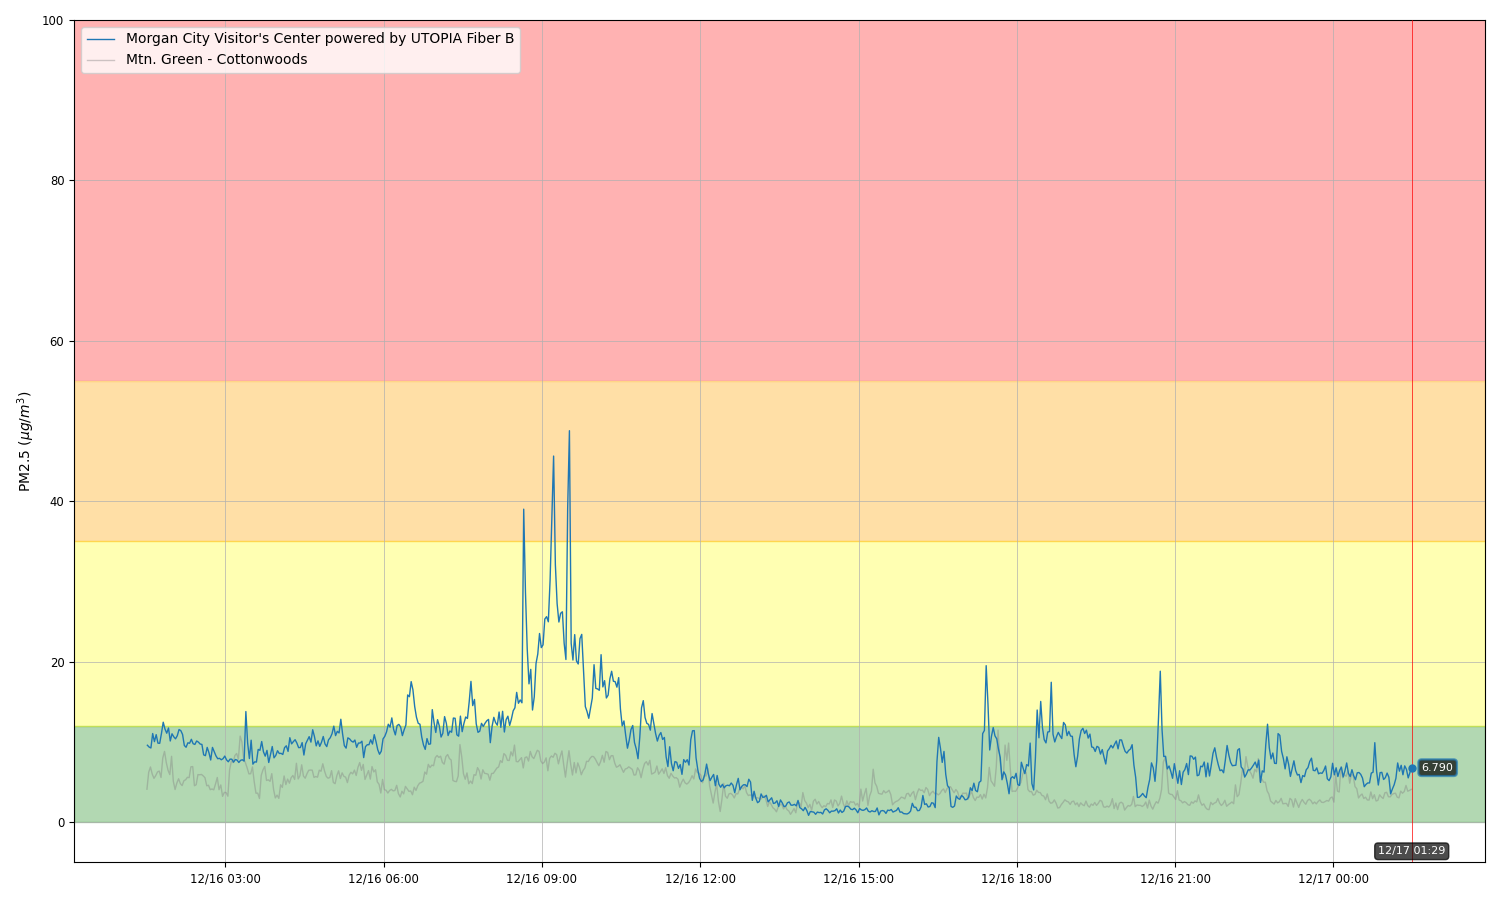 100
80
60
40
20
0
PM2.5 (μg/m³)
Morgan City Visitor's Center powered by UTOPIA Fiber B
Mtn. Green - Cottonwoods
6.790
12/17 01:29
12/16 03:00 12/16 06:00 12/16 09:00 12/16 12:00 12/16 15:00 12/16 18:00 12/16 21:00 12/17 00:00